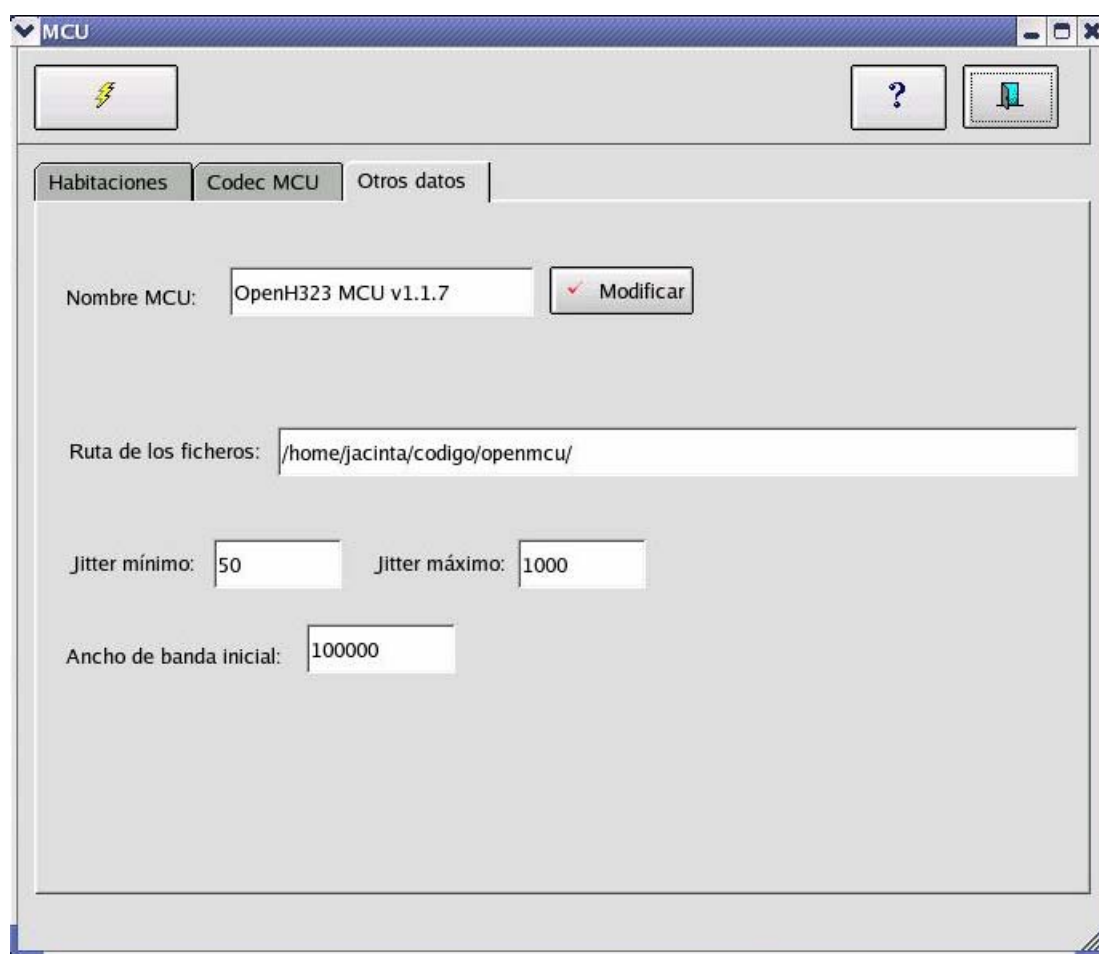 MCU
?
Habitaciones Codec MCU Otros datos
Nombre MCU: OpenH323 MCU v1.1.7 Modificar
Ruta de los ficheros: /home/jacinta/codigo/openmcu/
Jitter mínimo: 50 Jitter máximo: 1000
Ancho de banda inicial: 100000